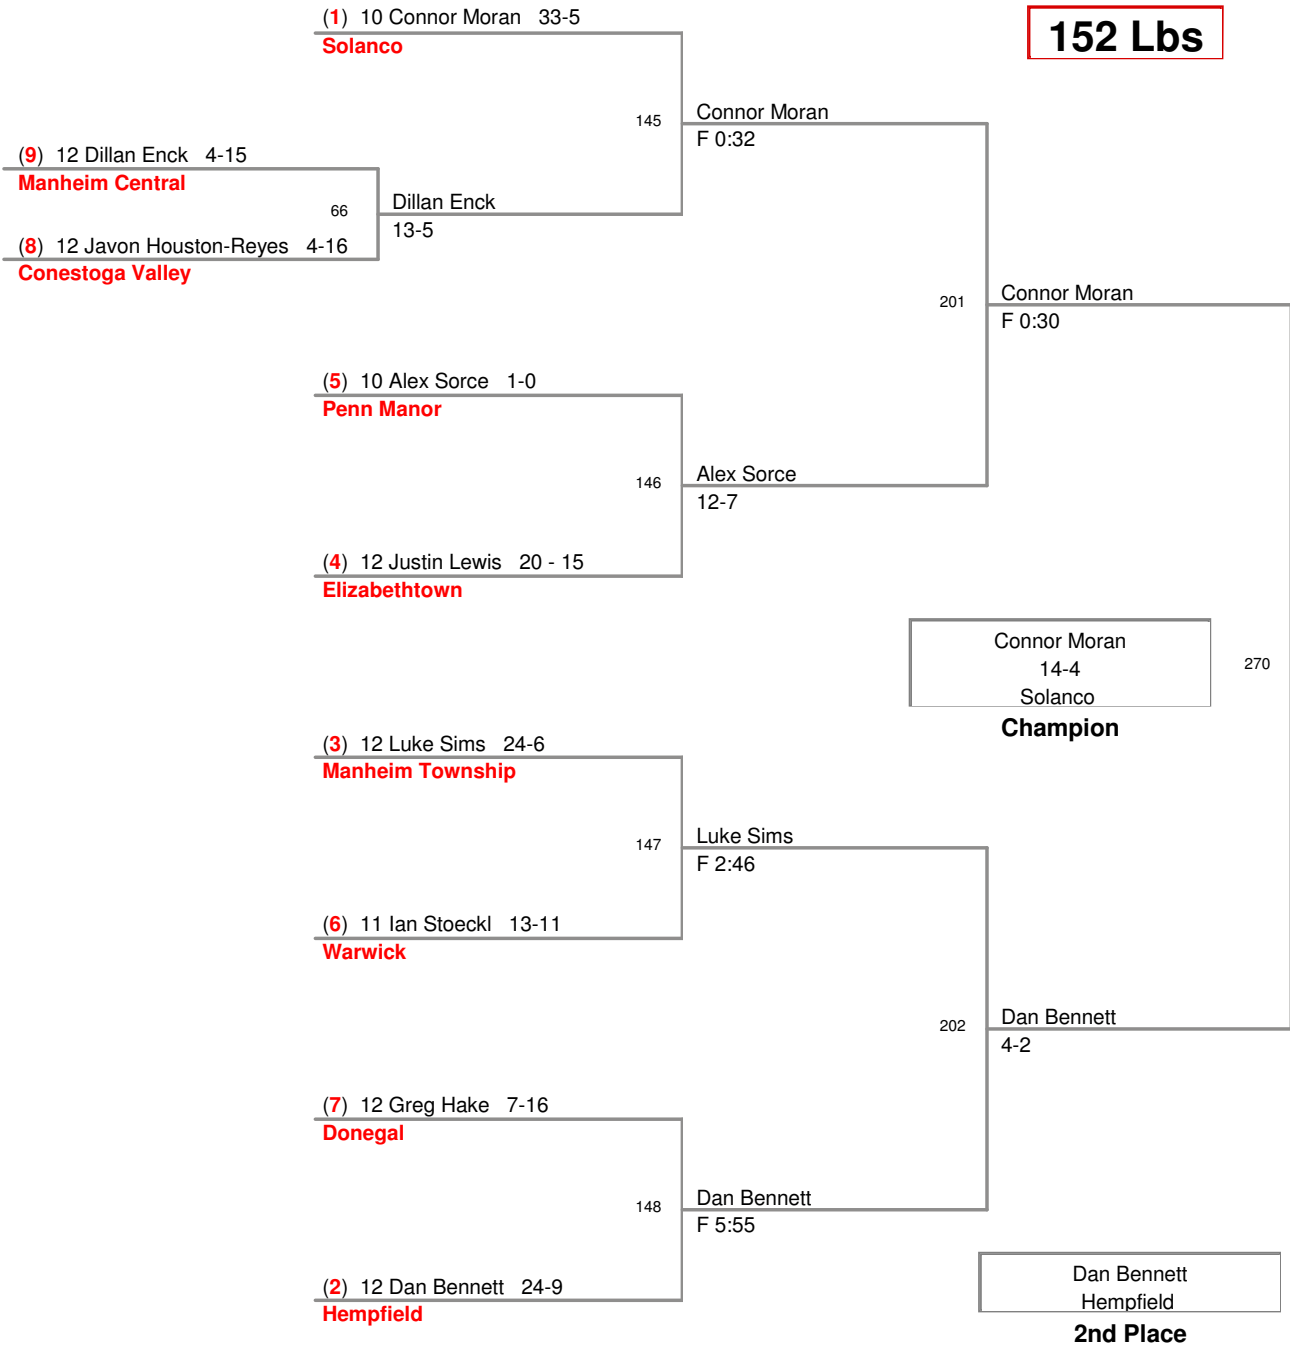 (1) 10 Connor Moran 33-5
Solanco
152 Lbs
145
Connor Moran
F 0:32
(9) 12 Dillan Enck 4-15
Manheim Central
66
Dillan Enck
13-5
(8) 12 Javon Houston-Reyes 4-16
Conestoga Valley
201
Connor Moran
F 0:30
(5) 10 Alex Sorce 1-0
Penn Manor
146
Alex Sorce
12-7
(4) 12 Justin Lewis 20 - 15
Elizabethtown
Connor Moran
14-4
Solanco
Champion
270
(3) 12 Luke Sims 24-6
Manheim Township
147
Luke Sims
F 2:46
(6) 11 Ian Stoeckl 13-11
Warwick
202
Dan Bennett
4-2
(7) 12 Greg Hake 7-16
Donegal
148
Dan Bennett
F 5:55
(2) 12 Dan Bennett 24-9
Hempfield
Dan Bennett
Hempfield
2nd Place